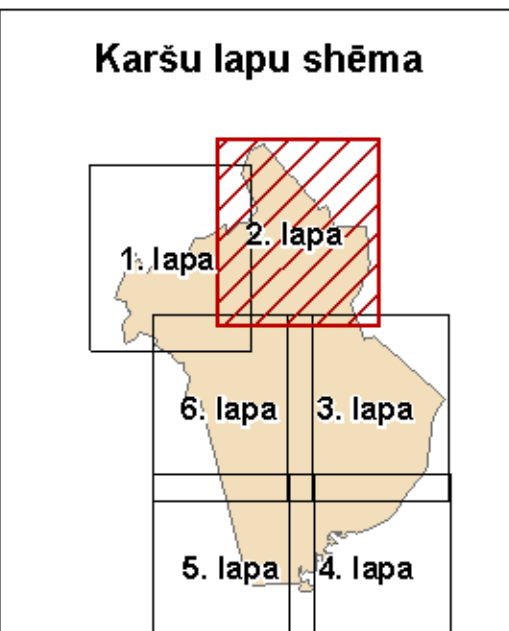 Karšu lapu shēma
2. lapa
1. lapa
6. lapa
3. lapa
5. lapa
4. lapa